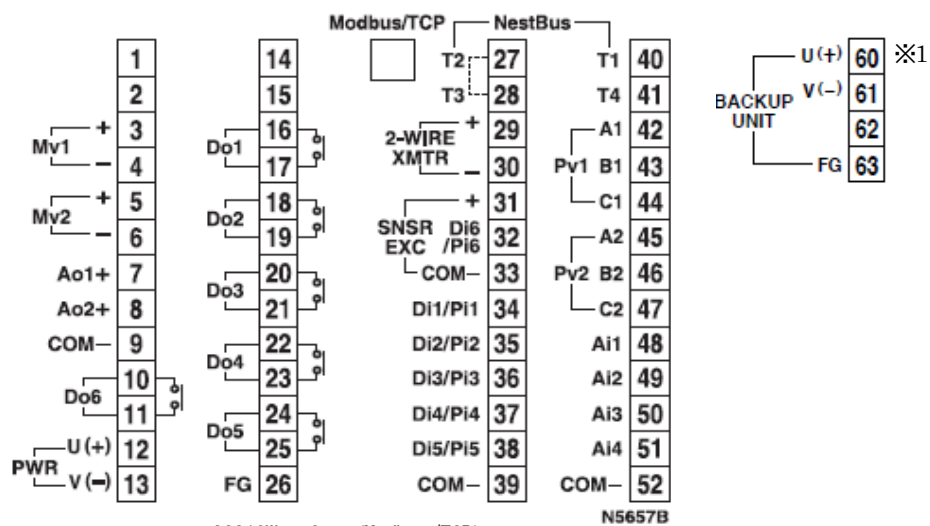 Modbus/TCP NestBus
1 14 T2 27 T1 40 U(+) 60 ※1
2 15 T3 28 T4 41 BACKUP UNIT V(−) 61
Mv1 + 3 Do1 16 2-WIRE XMTR + 29 Pv1 A1 42 62
− 4 17 − 30 B1 43 FG 63
Mv2 + 5 Do2 18 SNSR EXC + 31 C1 44
− 6 19 Di6/Pi6 32 Pv2 A2 45
Ao1+ 7 Do3 20 COM− 33 B2 46
Ao2+ 8 21 Di1/Pi1 34 C2 47
COM− 9 Do4 22 Di2/Pi2 35 Ai1 48
Do6 10 23 Di3/Pi3 36 Ai2 49
11 Do5 24 Di4/Pi4 37 Ai3 50
PWR U(+) 12 25 Di5/Pi5 38 Ai4 51
V(−) 13 FG 26 COM− 39 COM− 52
N5657B